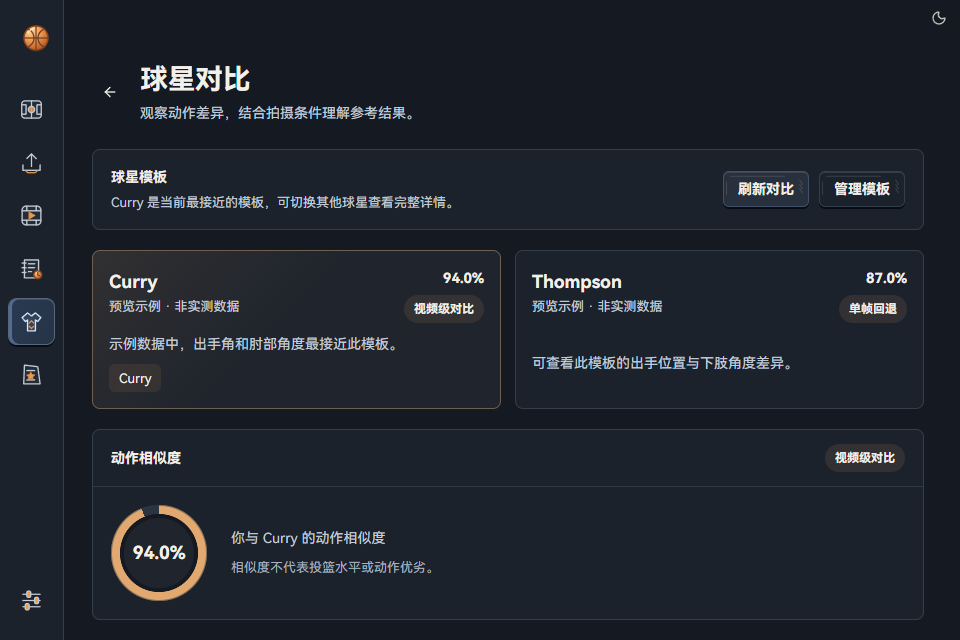 球星对比
观察动作差异，结合拍摄条件理解参考结果。
球星模板
Curry 是当前最接近的模板，可切换其他球星查看完整详情。
刷新对比
管理模板
Curry
94.0%
预览示例 · 非实测数据
视频级对比
示例数据中，出手角和肘部角度最接近此模板。
Curry
Thompson
87.0%
预览示例 · 非实测数据
单帧回退
可查看此模板的出手位置与下肢角度差异。
动作相似度
视频级对比
94.0%
你与 Curry 的动作相似度
相似度不代表投篮水平或动作优劣。